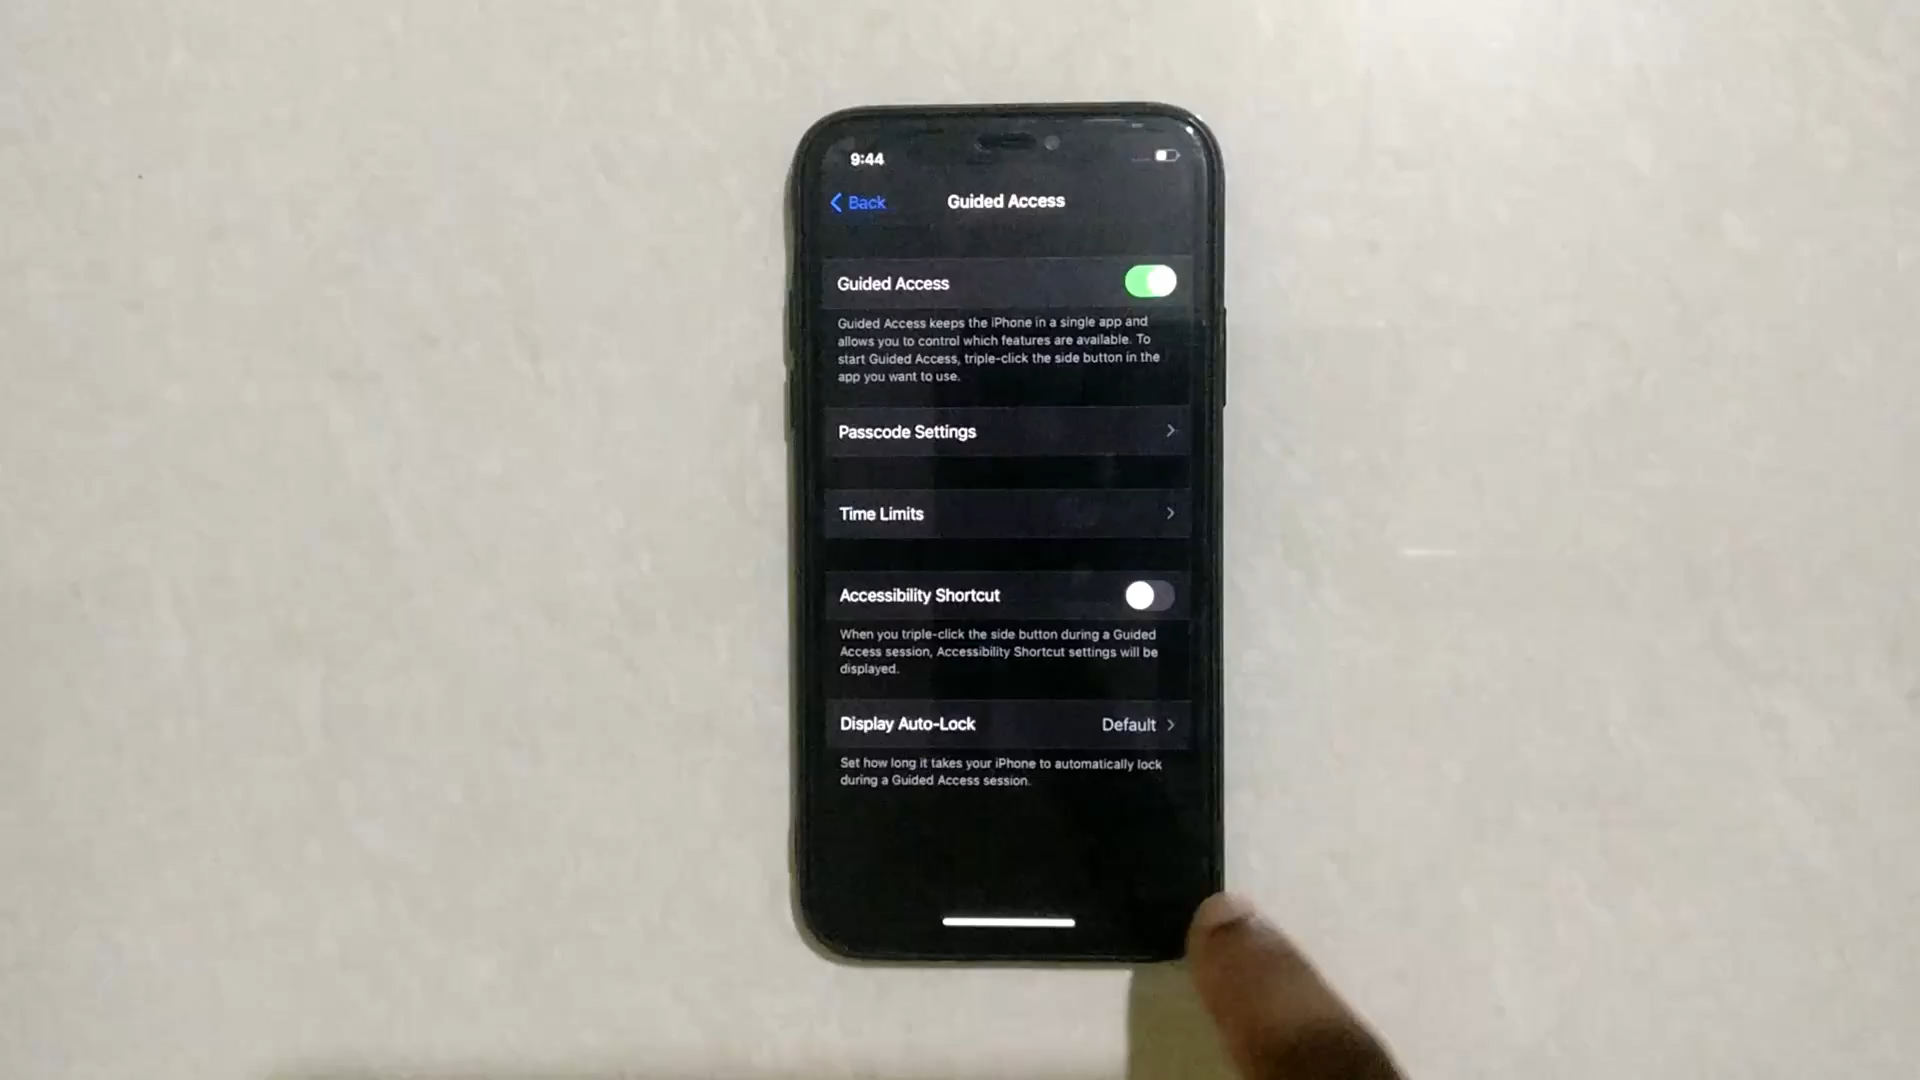 9:44
Back
Guided Access
Guided Access
Guided Access keeps the iPhone in a single app and
allows you to control which features are available. To
start Guided Access, triple-click the side button in the
app you want to use.
Passcode Settings
Time Limits
Accessibility Shortcut
When you triple-click the side button during a Guided
Access session, Accessibility Shortcut settings will be
displayed.
Display Auto-Lock Default
Set how long it takes your iPhone to automatically lock
during a Guided Access session.